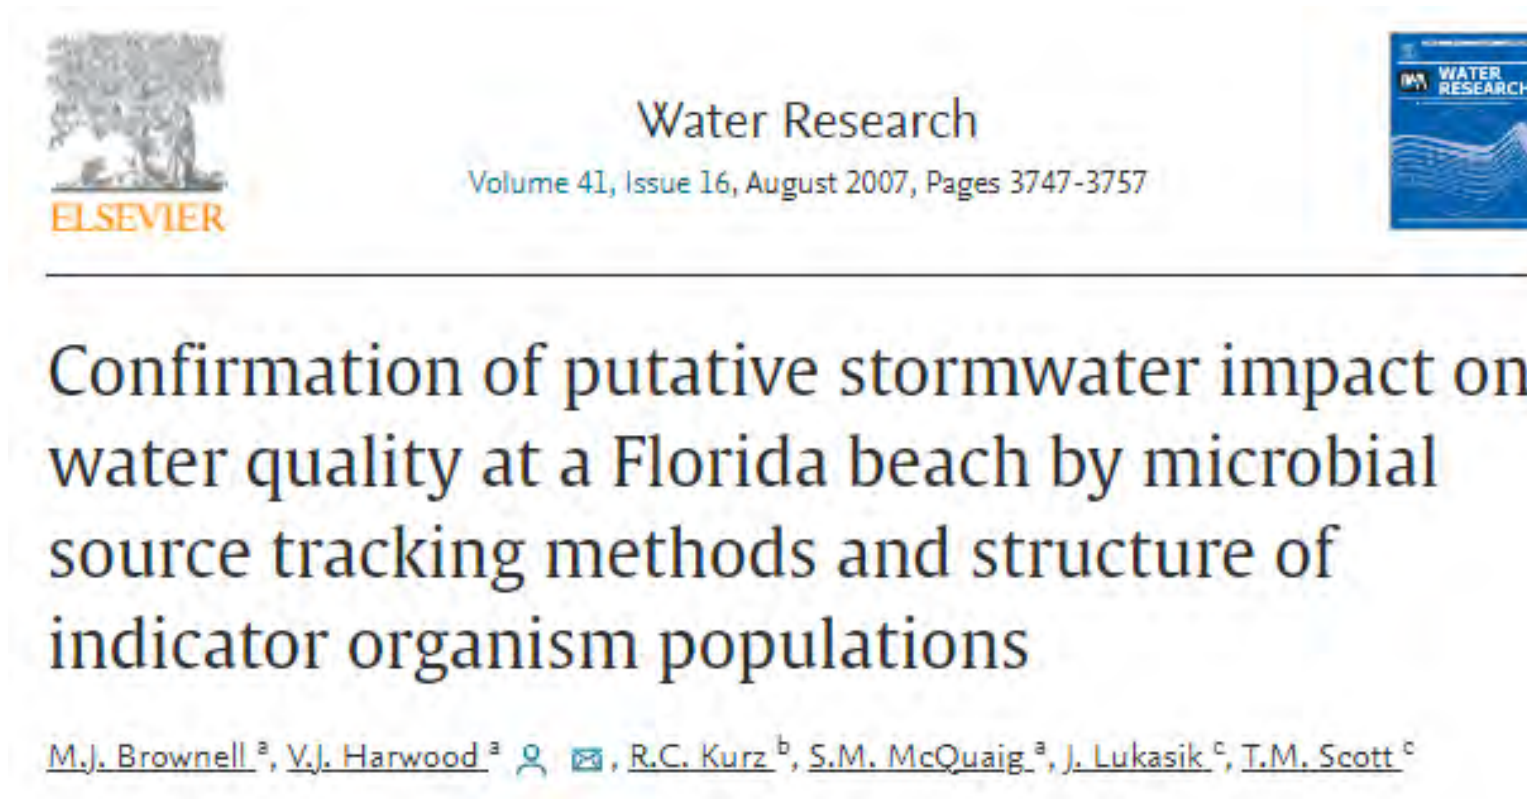 ELSEVIER
Water Research
Volume 41, Issue 16, August 2007, Pages 3747-3757
WATER
RESEARCH
Confirmation of putative stormwater impact on
water quality at a Florida beach by microbial
source tracking methods and structure of
indicator organism populations
M.J. Brownell a, V.J. Harwood a, R.C. Kurz b, S.M. McQuaig a, J. Lukasik c, T.M. Scott c